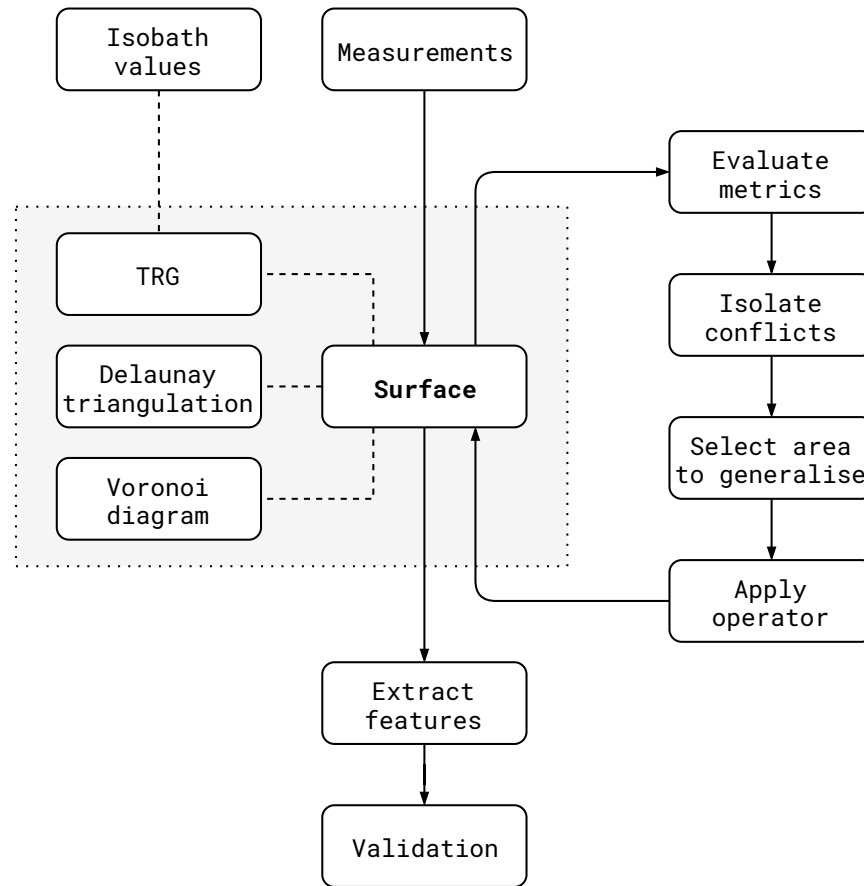 Isobath
values
Measurements
Evaluate
metrics
TRG
Isolate
conflicts
Delaunay
triangulation
Surface
Select area
to generalise
Voronoi
diagram
Apply
operator
Extract
features
Validation